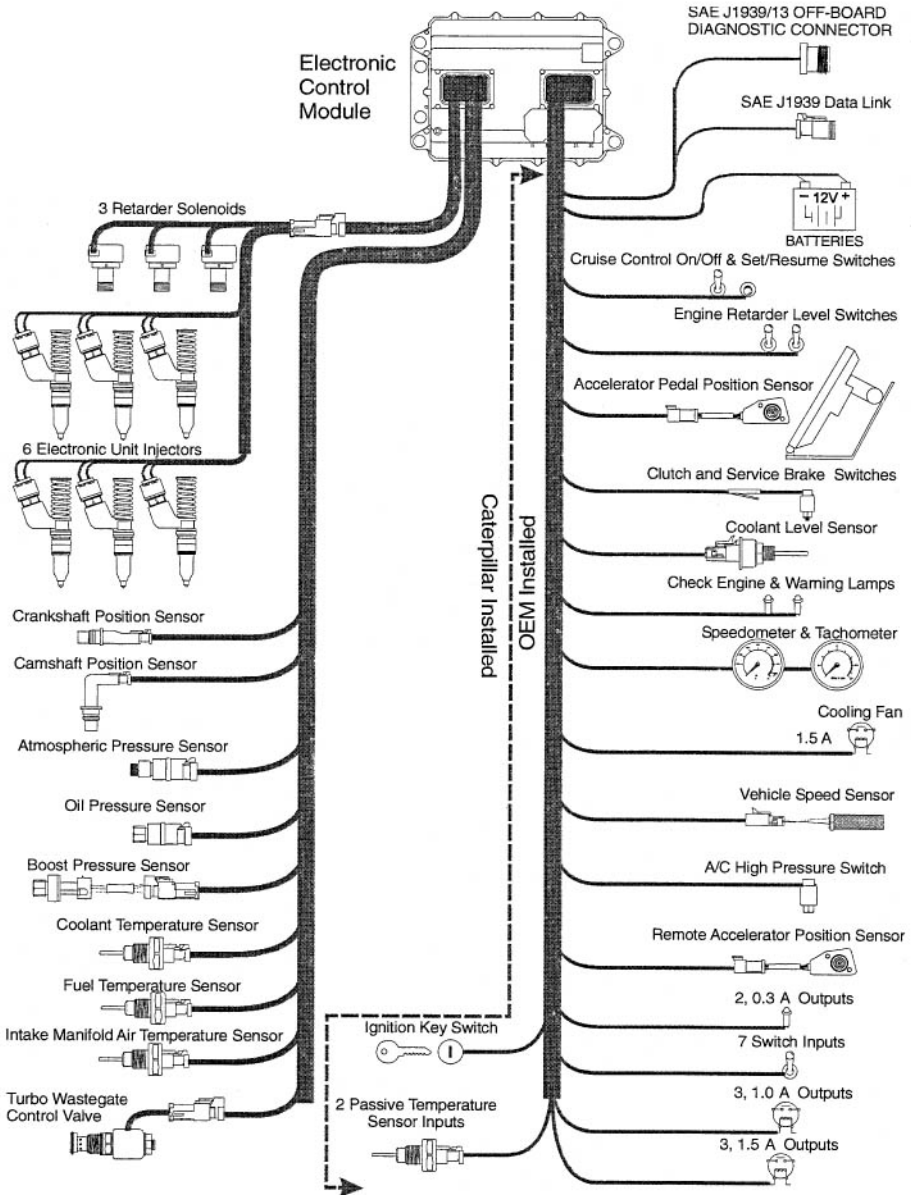 SAE J1939/13 OFF-BOARD
DIAGNOSTIC CONNECTOR
Electronic
Control
Module
SAE J1939 Data Link
- 12V +
BATTERIES
3 Retarder Solenoids
Cruise Control On/Off & Set/Resume Switches
Engine Retarder Level Switches
Accelerator Pedal Position Sensor
6 Electronic Unit Injectors
Clutch and Service Brake Switches
Coolant Level Sensor
Caterpillar Installed
OEM Installed
Check Engine & Warning Lamps
Crankshaft Position Sensor
Speedometer & Tachometer
Camshaft Position Sensor
Cooling Fan
1.5 A
Atmospheric Pressure Sensor
Vehicle Speed Sensor
Oil Pressure Sensor
Boost Pressure Sensor
A/C High Pressure Switch
Coolant Temperature Sensor
Remote Accelerator Position Sensor
Fuel Temperature Sensor
2, 0.3 A Outputs
Ignition Key Switch
Intake Manifold Air Temperature Sensor
7 Switch Inputs
Turbo Wastegate
Control Valve
2 Passive Temperature
Sensor Inputs
3, 1.0 A Outputs
3, 1.5 A Outputs